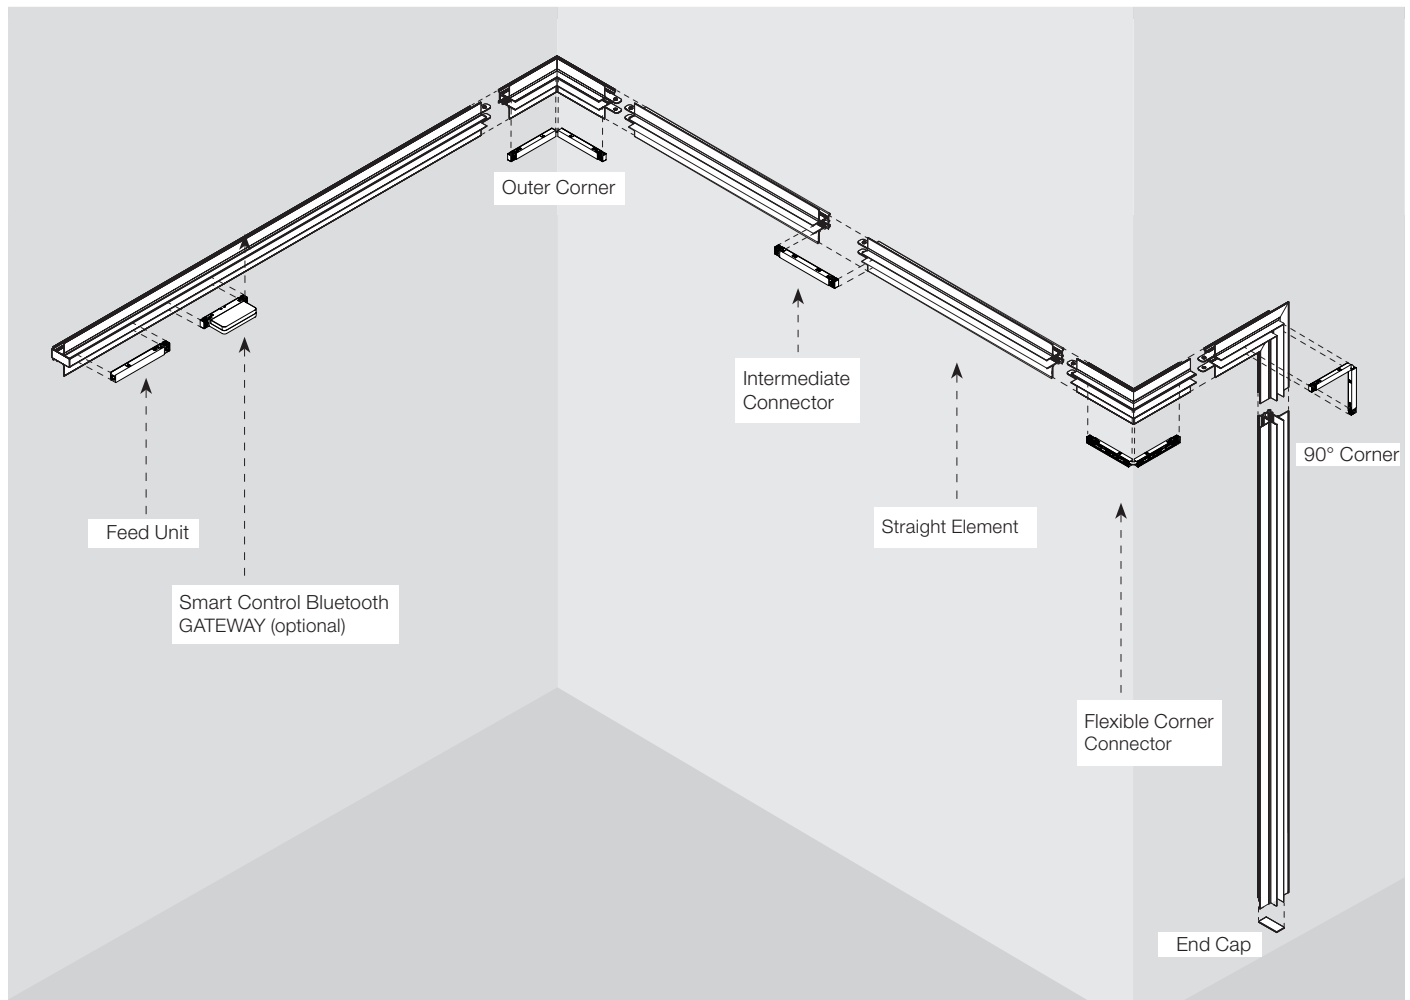 Outer Corner
Intermediate
Connector
90° Corner
Straight Element
Feed Unit
Smart Control Bluetooth
GATEWAY (optional)
Flexible Corner
Connector
End Cap